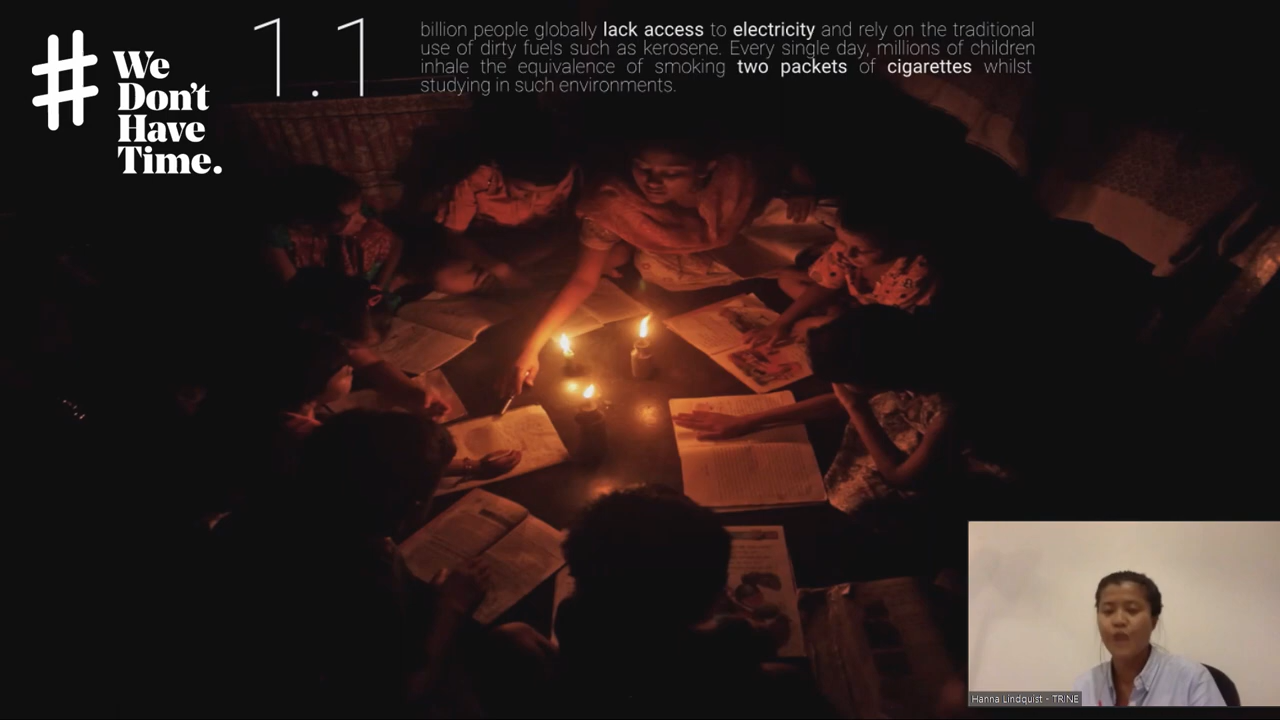 #
We
Don't
Have
Time.
1.1
billion people globally lack access to electricity and rely on the traditional
use of dirty fuels such as kerosene. Every single day, millions of children
inhale the equivalence of smoking two packets of cigarettes whilst
studying in such environments.
Hanna Lindquist - TRINE